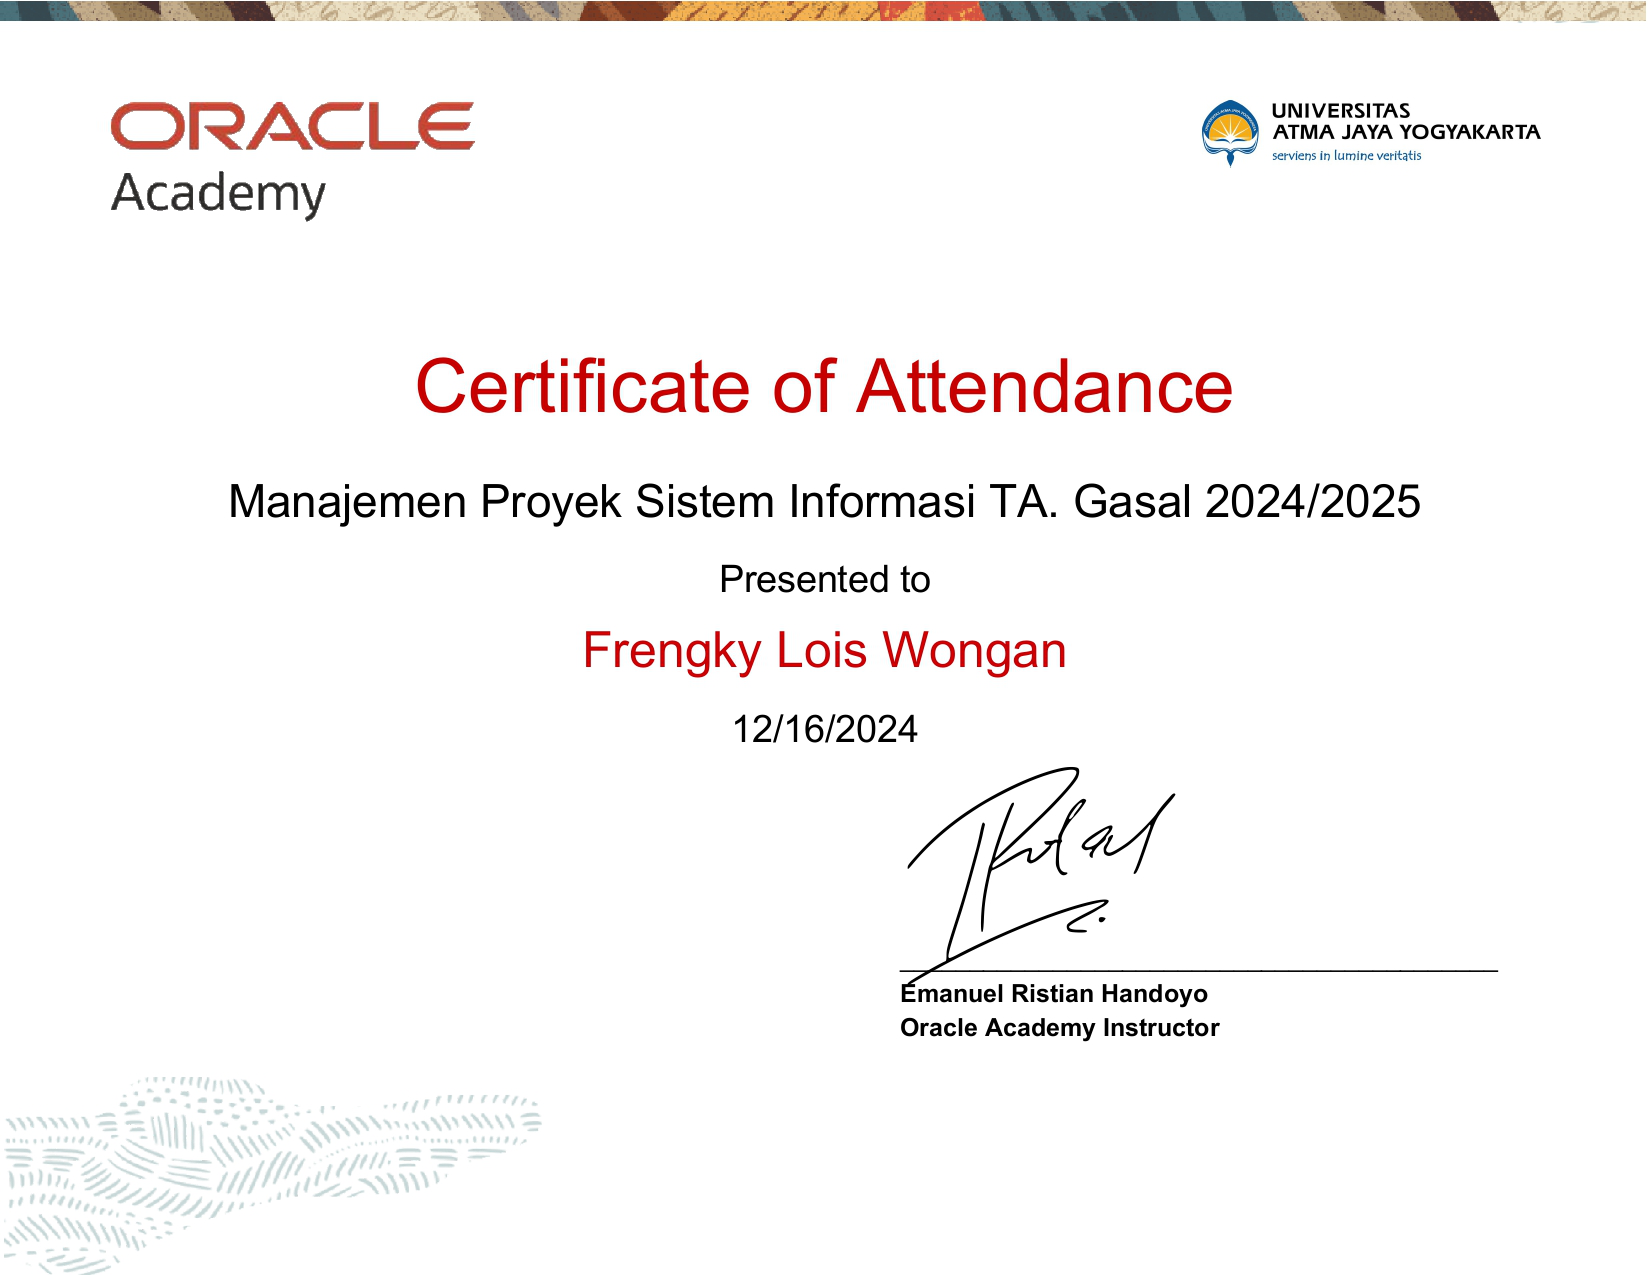 ORACLE
Academy
UNIVERSITAS
ATMA JAYA YOGYAKARTA
serviens in lumine veritatis
Certificate of Attendance
Manajemen Proyek Sistem Informasi TA. Gasal 2024/2025
Presented to
Frengky Lois Wongan
12/16/2024
Emanuel Ristian Handoyo
Oracle Academy Instructor